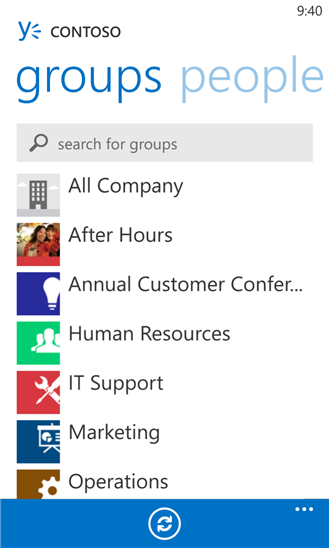 9:40
y CONTOSO
groups people
search for groups
All Company
After Hours
Annual Customer Confer...
Human Resources
IT Support
Marketing
Operations